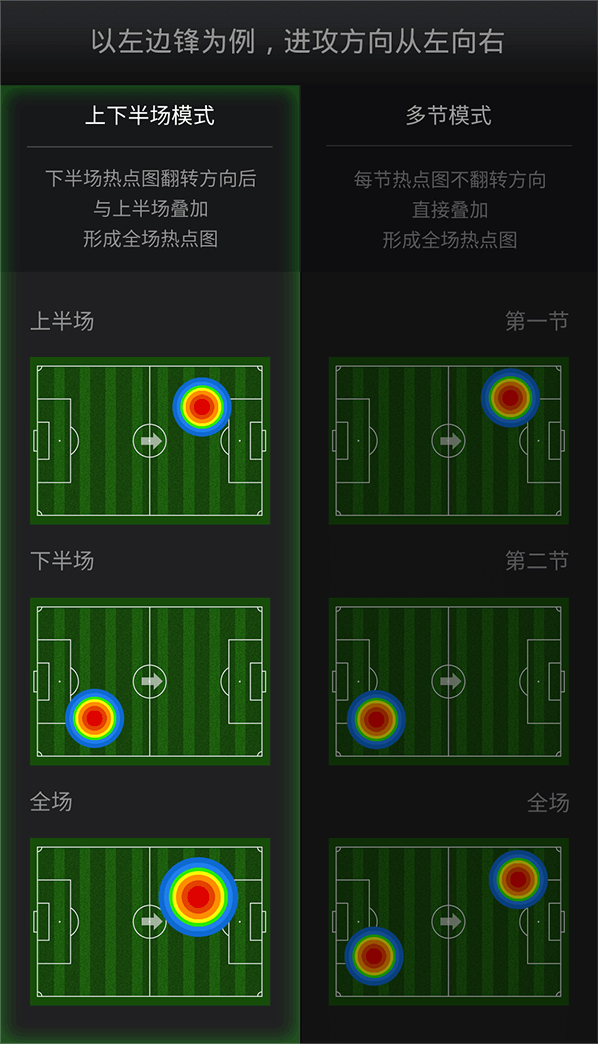 以左边锋为例，进攻方向从左向右
上下半场模式
下半场热点图翻转方向后
与上半场叠加
形成全场热点图
上半场
下半场
全场
多节模式
每节热点图不翻转方向
直接叠加
形成全场热点图
第一节
第二节
全场